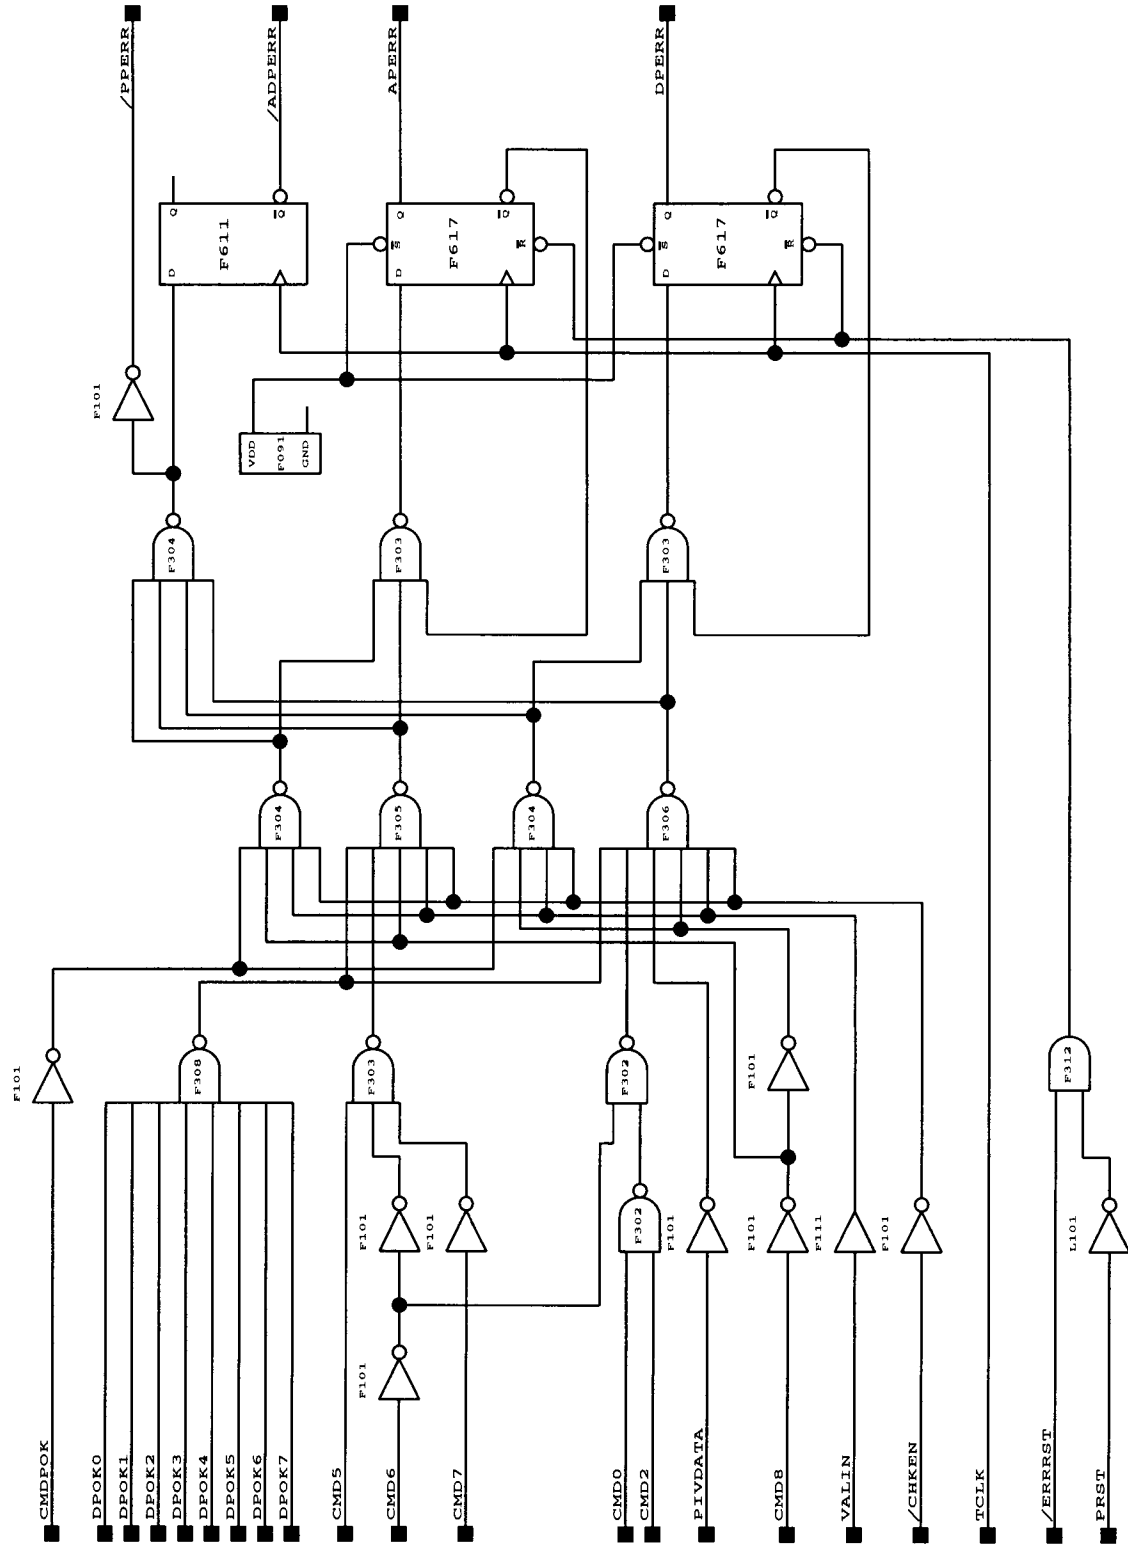 /PPERR
/ADPERR
APERR
DPERR
Q
Q
F611
D
Q
S
Q
F617
R
D
Q
S
Q
F617
R
D
F101
VDD
F091
GND
F304
F303
F303
F304
F305
F304
F306
F101
F308
F303
F302
F101
F312
F101
F101
F302
F101
F101
F111
F101
L101
F101
CMDPOK
DPOK0
DPOK1
DPOK2
DPOK3
DPOK4
DPOK5
DPOK6
DPOK7
CMD5
CMD6
CMD7
CMD0
CMD2
PIVDATA
CMD8
VALIN
/CHKEN
TCLK
/ERRRST
PRST